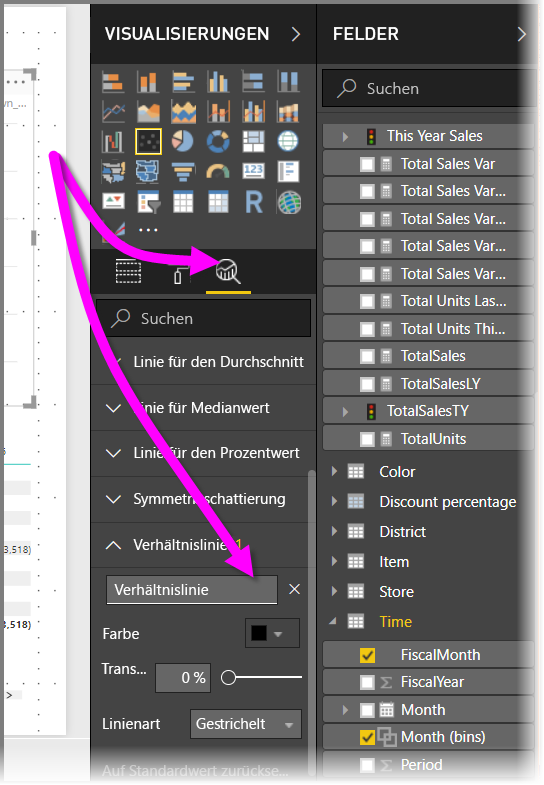 wn_...
3
3,518)
3,518)
>
VISUALISIERUNGEN
R
123
Suchen
Linie für den Durchschnitt
Linie für Medianwert
Linie für den Prozentwert
Symmetrieschattierung
Verhältnislinie 1
Verhältnislinie
Farbe
Trans...
0 %
Linienart
Gestrichelt
Auf Standardwert zurückse...
FELDER
Suchen
This Year Sales
Total Sales Var
Total Sales Var...
Total Sales Var...
Total Sales Var...
Total Sales Var...
Total Units Las...
Total Units Thi...
TotalSales
TotalSalesLY
TotalSalesTY
TotalUnits
Color
Discount percentage
District
Item
Store
Time
FiscalMonth
FiscalYear
Month
Month (bins)
Period